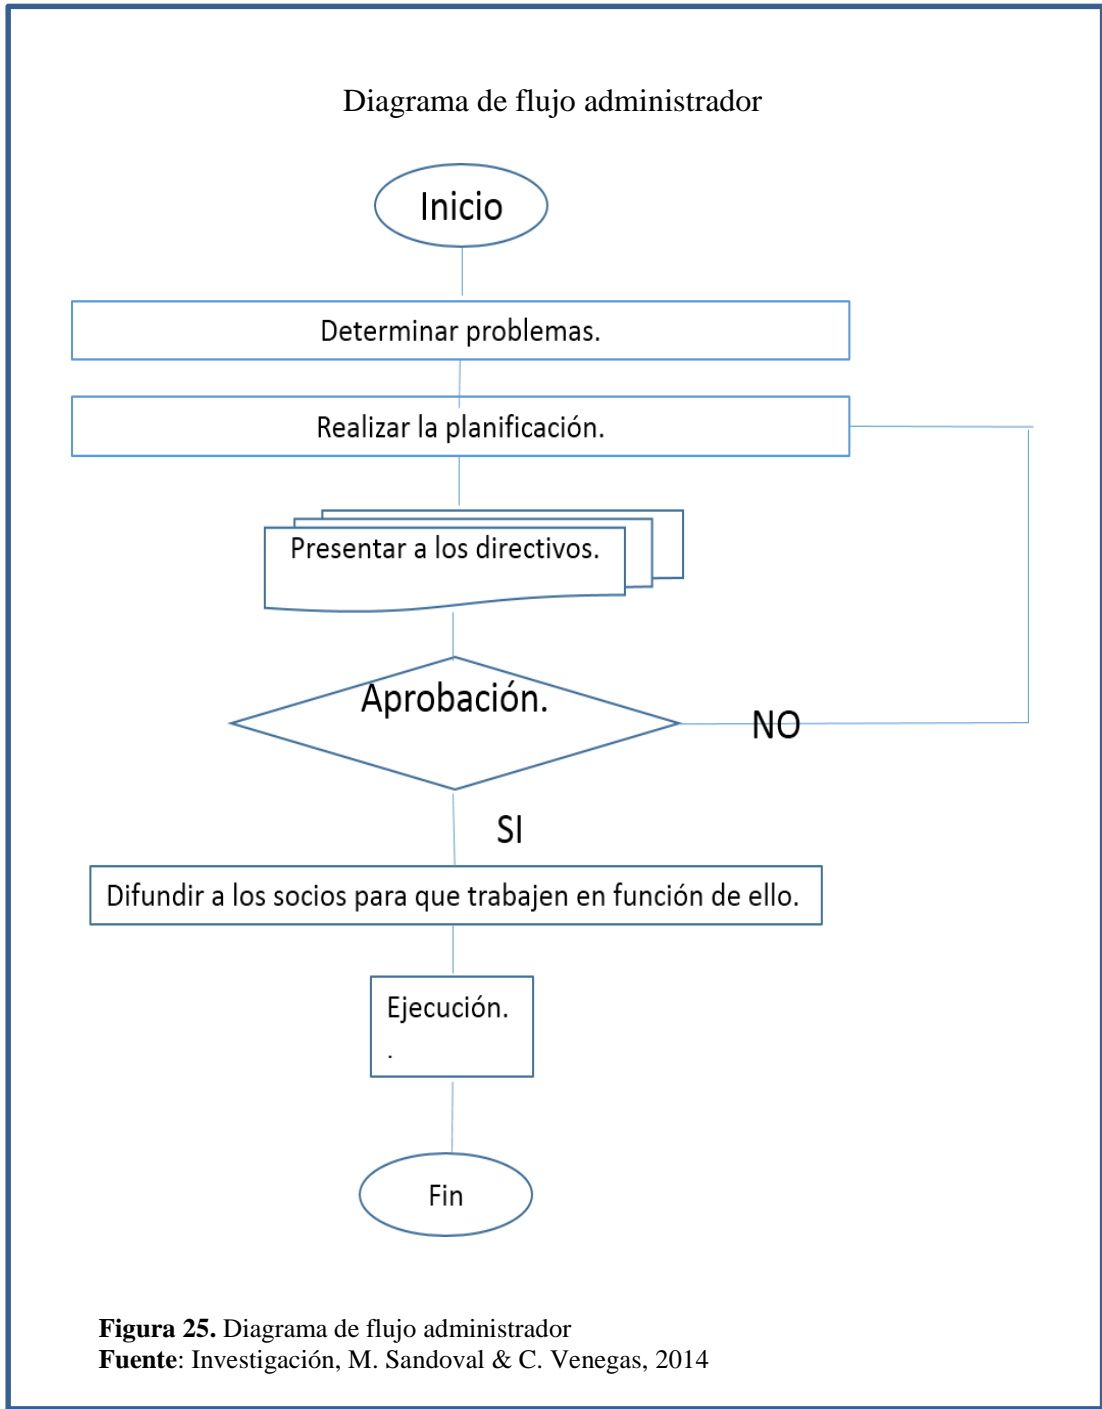 Diagrama de flujo administrador
Inicio
Determinar problemas.
Realizar la planificación.
Presentar a los directivos.
Aprobación.
NO
SI
Difundir a los socios para que trabajen en función de ello.
Ejecución.
.
Fin
Figura 25. Diagrama de flujo administrador
Fuente: Investigación, M. Sandoval & C. Venegas, 2014